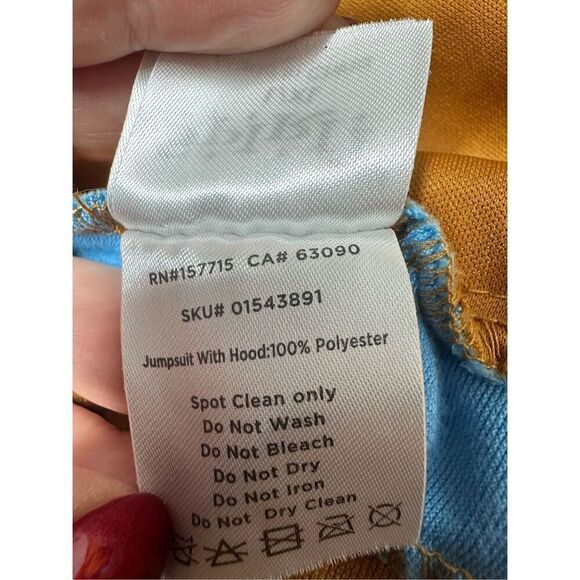 RN#157715 CA# 63090
SKU# 01543891
Jumpsuit With Hood:100% Polyester
Spot Clean only
Do Not Wash
Do Not Bleach
Do Not Dry
Do Not Iron
Do Not Dry Clean